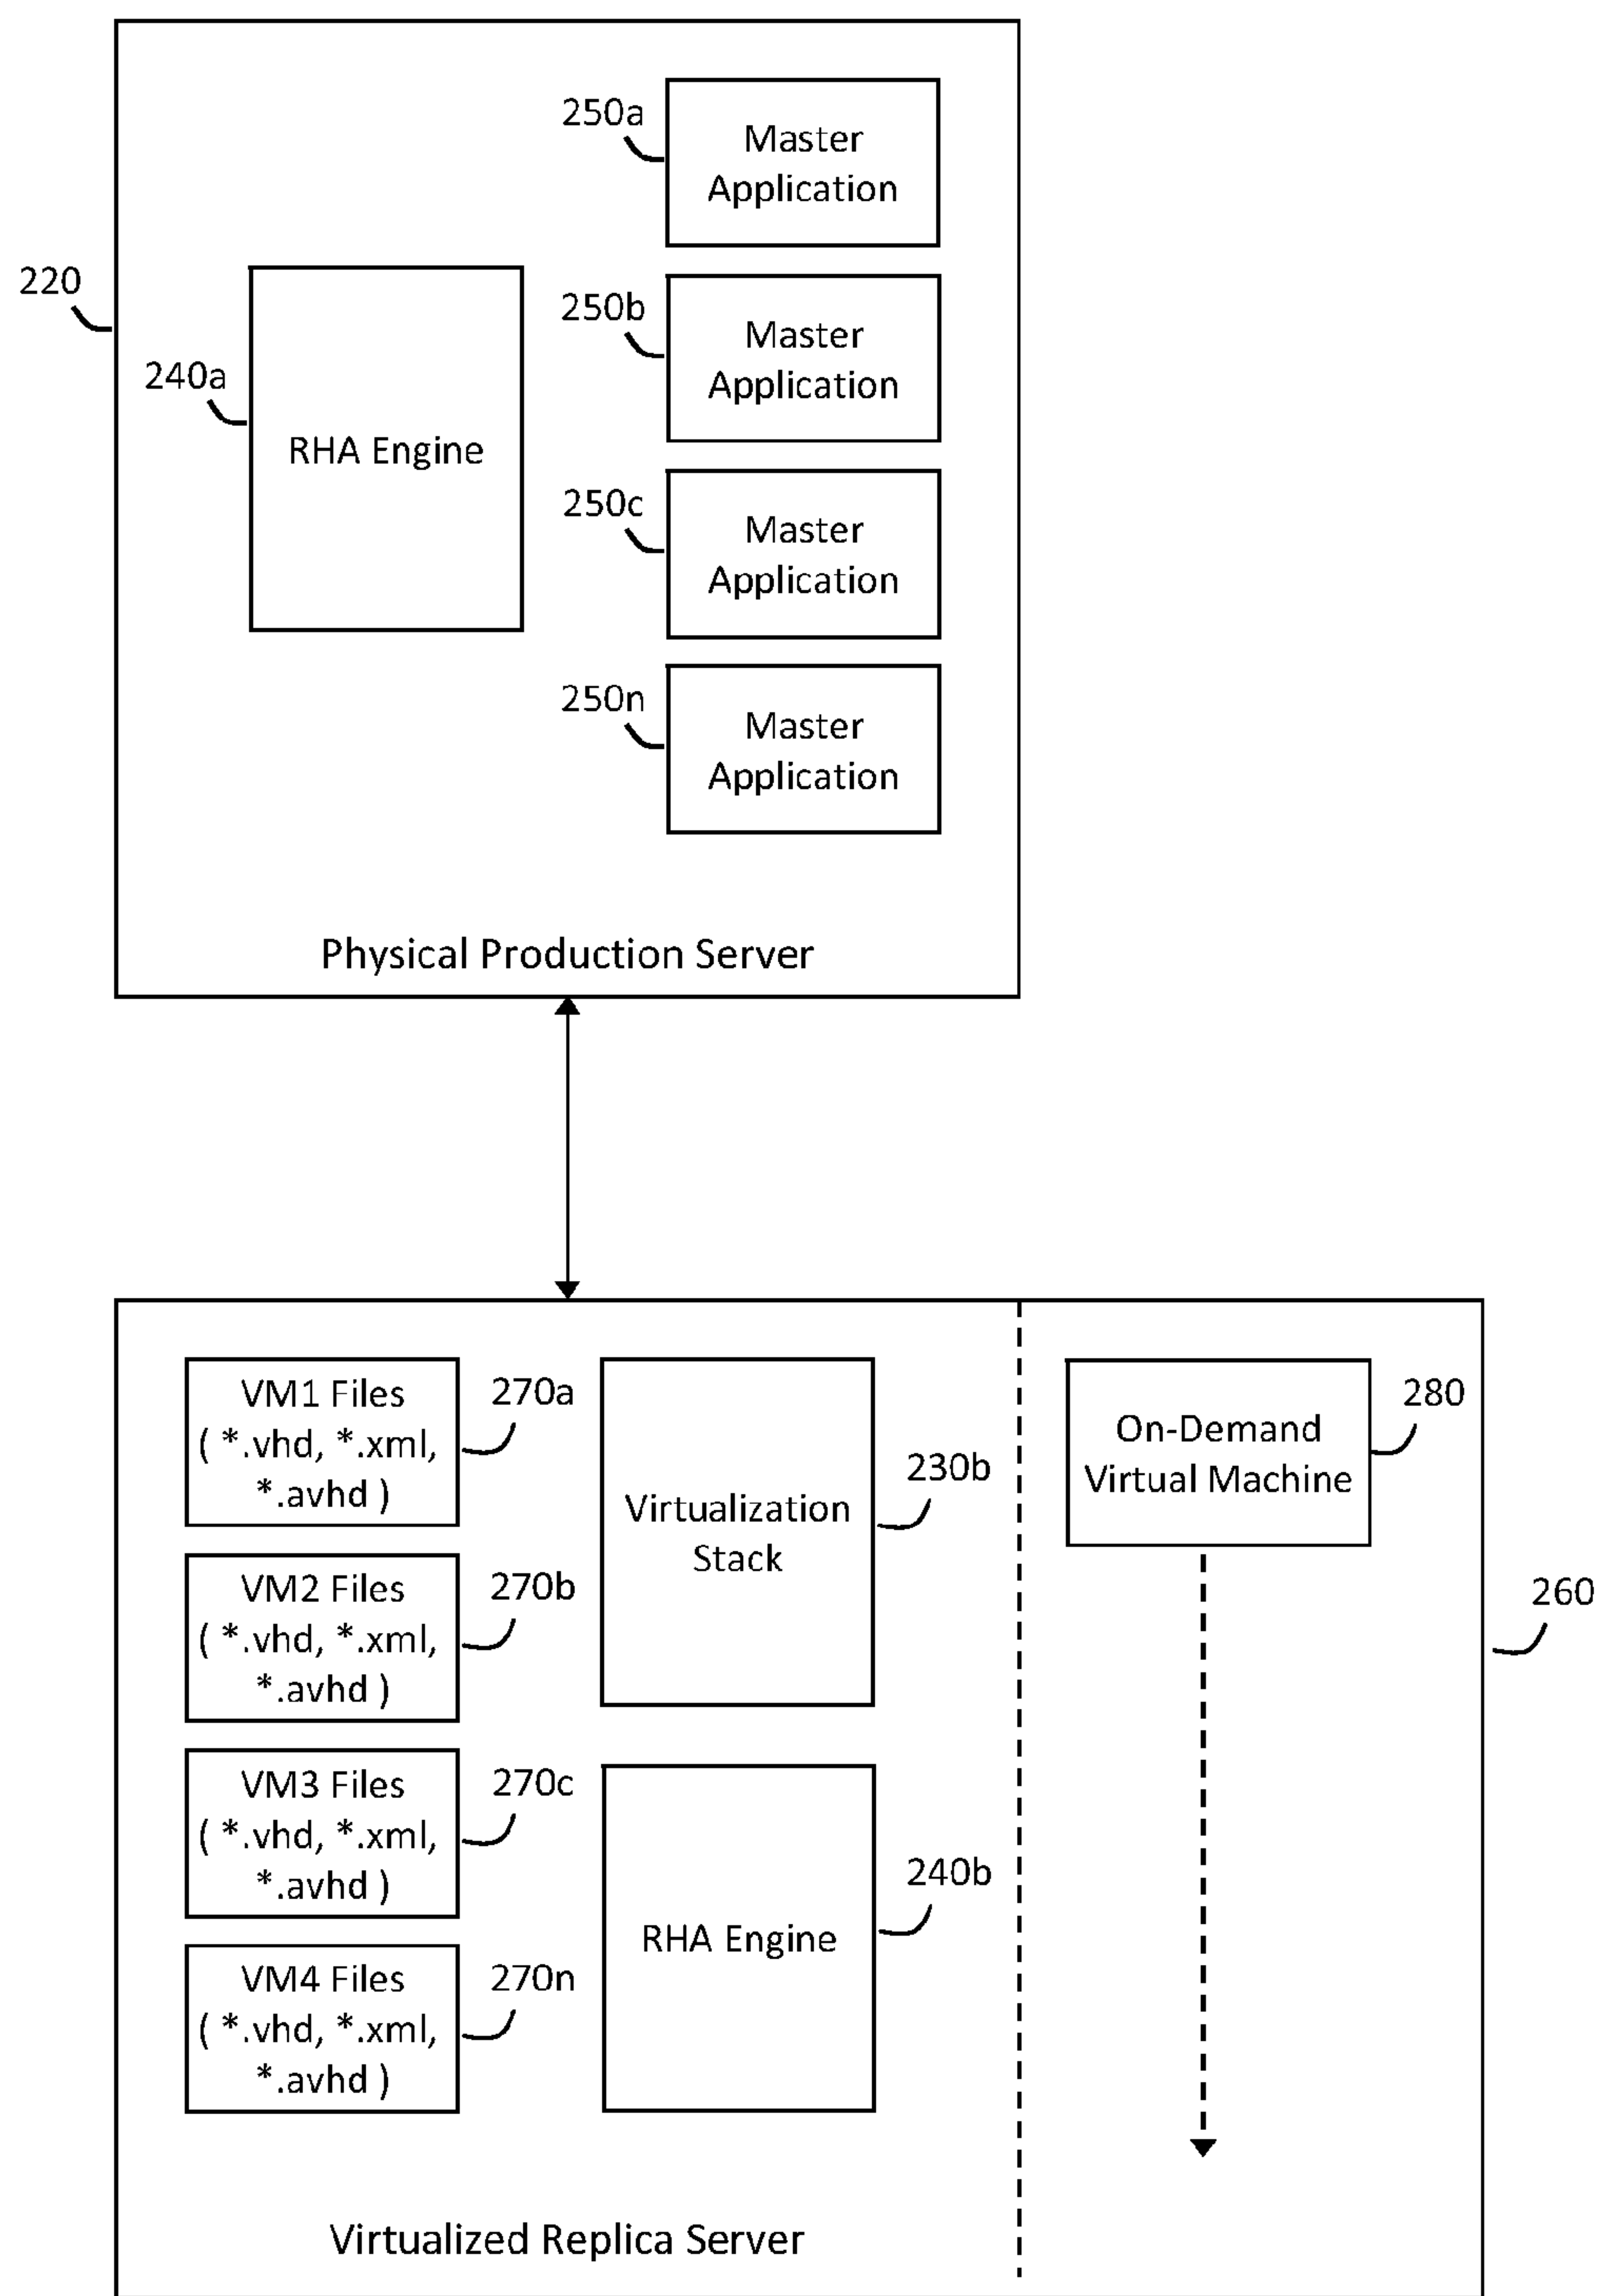 250a
Master
Application
220
250b
Master
Application
240a
RHA Engine
250c
Master
Application
250n
Master
Application
Physical Production Server
VM1 Files
( *.vhd, *.xml,
*.avhd )
270a
Virtualization
Stack
230b
On-Demand
Virtual Machine
280
VM2 Files
( *.vhd, *.xml,
*.avhd )
270b
260
VM3 Files
( *.vhd, *.xml,
*.avhd )
270c
RHA Engine
240b
VM4 Files
( *.vhd, *.xml,
*.avhd )
270n
Virtualized Replica Server